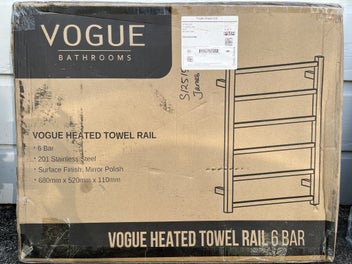 VOGUE
BATHROOMS
VOGUE HEATED TOWEL RAIL
• 6 Bar
• 201 Stainless Steel
• Surface Finish, Mirror Polish
• 680mm x 520mm x 110mm
VOGUE HEATED TOWEL RAIL 6 BAR